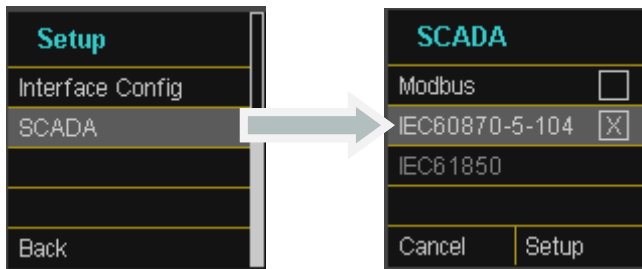 Setup
Interface Config
SCADA
Back
SCADA
Modbus
IEC60870-5-104 X
IEC61850
Cancel Setup